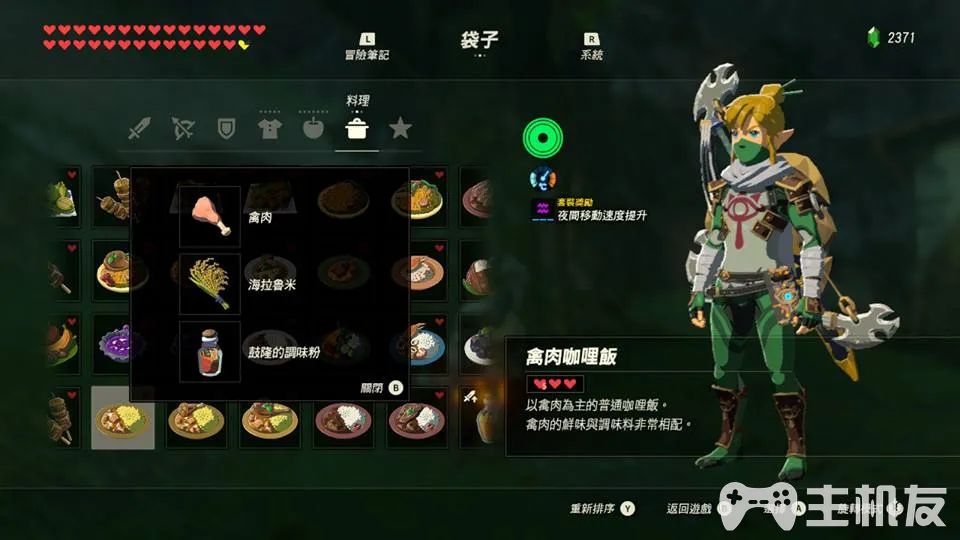 L
冒險筆記
袋子
R
系統
2371
料理
禽肉
海拉魯米
鼓隆的調味粉
關閉 B
套裝獎勵
夜間移動速度提升
禽肉咖哩飯
以禽肉為主的普通咖哩飯。
禽肉的鮮味與調味料非常相配。
重新排序 Y
返回遊戲
主机友